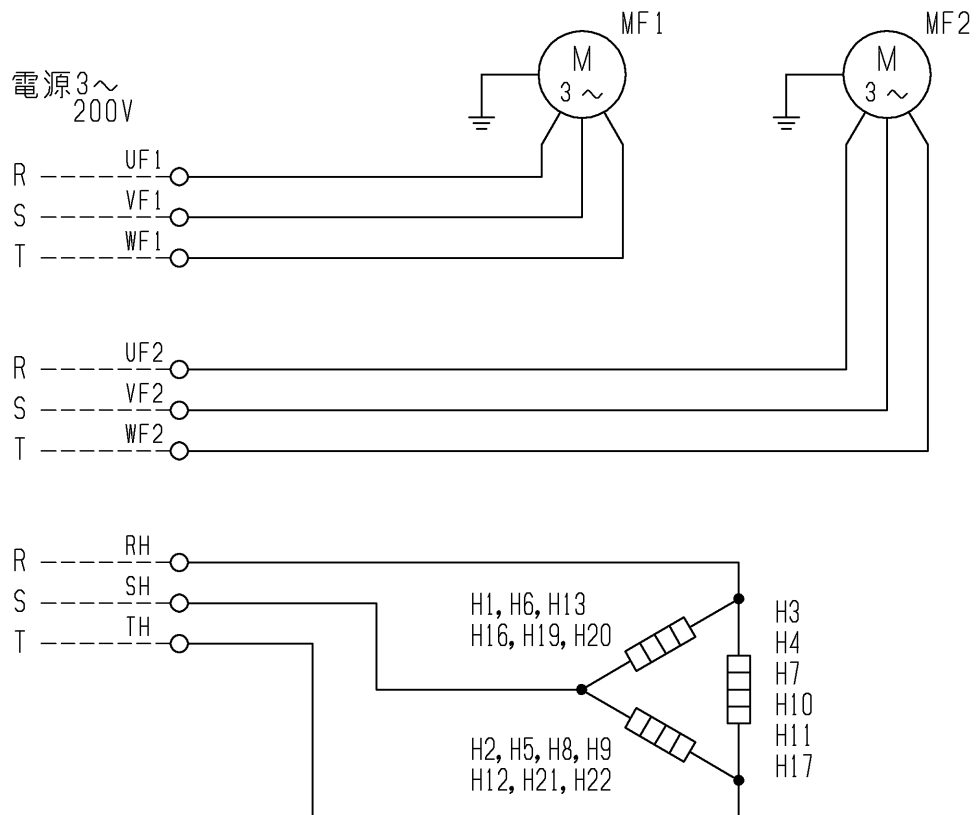 MF1
MF2
M
3～
M
3～
電源3～
200V
R
UF1
S
VF1
T
WF1
R
UF2
S
VF2
T
WF2
R
RH
S
SH
T
TH
H1, H6, H13
H16, H19, H20
H3
H4
H7
H10
H11
H17
H2, H5, H8, H9
H12, H21, H22